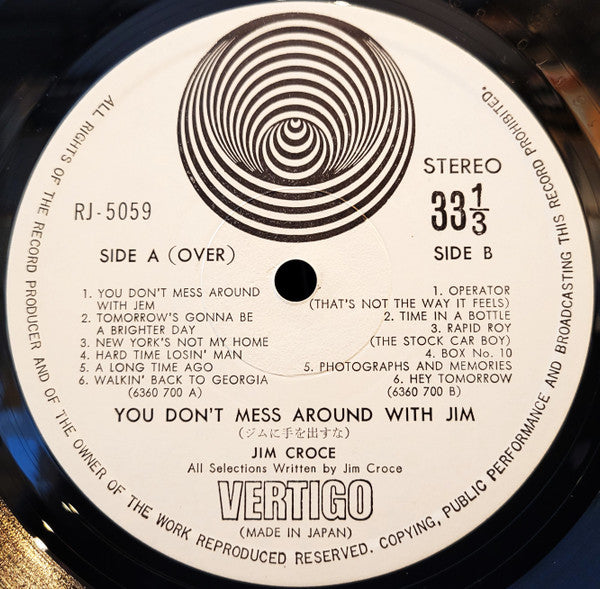 STEREO
RJ-5059
33 1/3
SIDE A (OVER)
SIDE B
1. YOU DON'T MESS AROUND
WITH JEM
2. TOMORROW'S GONNA BE
A BRIGHTER DAY
3. NEW YORK'S NOT MY HOME
4. HARD TIME LOSIN' MAN
5. A LONG TIME AGO
6. WALKIN' BACK TO GEORGIA
(6360 700 A)
1. OPERATOR
(THAT'S NOT THE WAY IT FEELS)
2. TIME IN A BOTTLE
3. RAPID ROY
(THE STOCK CAR BOY)
4. BOX No. 10
5. PHOTOGRAPHS AND MEMORIES
6. HEY TOMORROW
(6360 700 B)
YOU DON'T MESS AROUND WITH JIM
(ジムに手を出すな)
JIM CROCE
All Selections Written by Jim Croce
VERTIGO
(MADE IN JAPAN)
ALL RIGHTS OF THE RECORD PRODUCER AND OF THE OWNER OF THE WORK REPRODUCED RESERVED. COPYING, PUBLIC PERFORMANCE AND BROADCASTING THIS RECORD PROHIBITED.